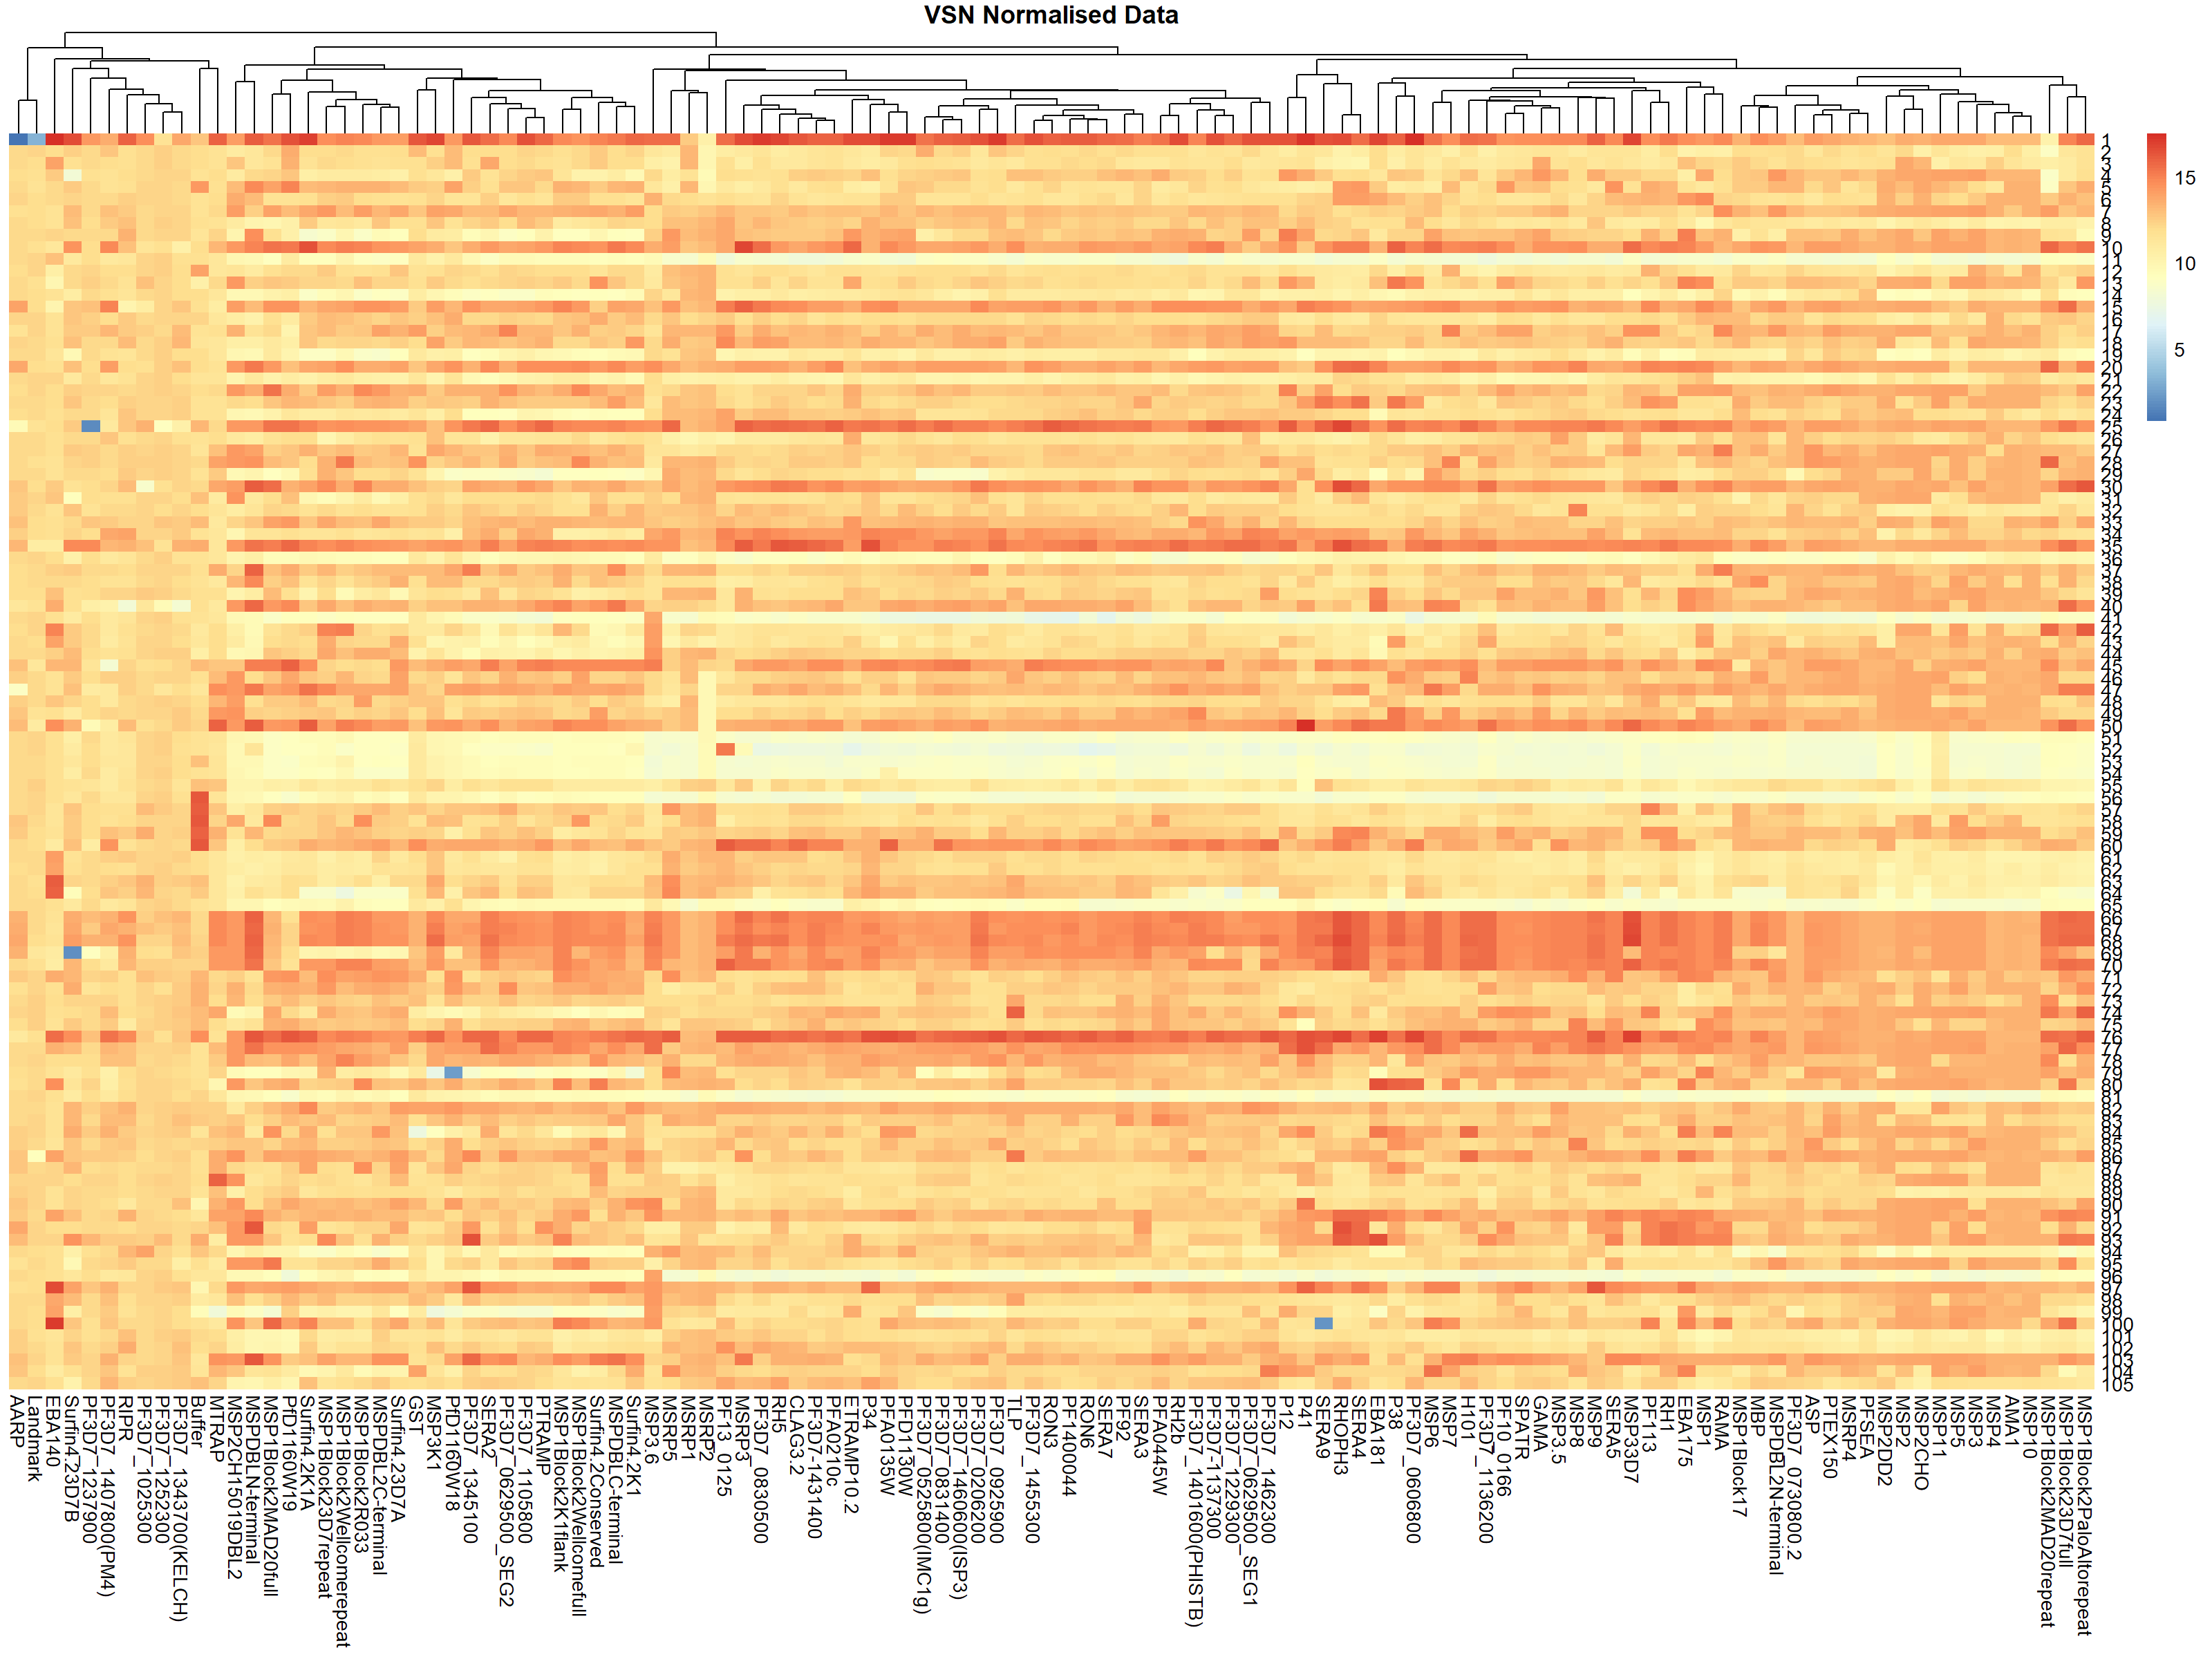 VSN Normalised Data
15
10
5
1
2
3
4
5
6
7
8
9
10
11
12
13
14
15
16
17
18
19
20
21
22
23
24
25
26
27
28
29
30
31
32
33
34
35
36
37
38
39
40
41
42
43
44
45
46
47
48
49
50
51
52
53
54
55
56
57
58
59
60
61
62
63
64
65
66
67
68
69
70
71
72
73
74
75
76
77
78
79
80
81
82
83
84
85
86
87
88
89
90
91
92
93
94
95
96
97
98
99
100
101
102
103
104
105
AARP
Landmark
EBA140
Surfin4.23D7B
PF3D7_1237900
PF3D7_1407800(PM4)
RIPR
PF3D7_1025300
PF3D7_1252300
PF3D7_1343700(KELCH)
Buffer
MTRAP
MSP2CH15019DBL2
MSPDBLN-terminal
MSP1Block2MAD20full
PfD1160W19
Surfin4.2K1A
MSP1Block23D7repeat
MSP1Block2Wellcomerepeat
MSP1Block2R033
MSPDBL2C-terminal
Surfin4.23D7A
GST
MSP3K1
PfD1160W18
PF3D7_1345100
SERA2
PF3D7_0629500_SEG2
PF3D7_1105800
PTRAMP
MSP1Block2K1flank
MSP1Block2Wellcomefull
Surfin4.2Conserved
MSPDBLC-terminal
Surfin4.2K1
MSP3.6
MSRP5
MSRP1
MSRP2
PF13_0125
MSRP3
PF3D7_0830500
RH5
CLAG3.2
PF3D7-1431400
PFA0210c
ETRAMP10.2
P34
PFA0135W
PFD1130W
PF3D7_0525800(IMC1g)
PF3D7_0831400
PF3D7_1460600(ISP3)
PF3D7_0206200
PF3D7_0925900
TLP
PF3D7_1455300
RON3
PF1400044
RON6
SERA7
PF92
SERA3
PFA0445W
RH2b
PF3D7_1401600(PHISTB)
PF3D7-1137300
PF3D7_1229300
PF3D7_0629500_SEG1
PF3D7_1462300
P12
P41
SERA9
RHOPH3
SERA4
EBA181
P38
PF3D7_0606800
MSP6
MSP7
H101
PF3D7_1136200
PF10_0166
SPATR
GAMA
MSP3.5
MSP8
MSP9
SERA5
MSP33D7
PF113
RH1
EBA175
MSP1
RAMA
MSP1Block17
MBP
MSPDBL2N-terminal
PF3D7_0730800.2
ASP
PTEX150
MSRP4
PFSEA
MSP2DD2
MSP2
MSP2CHO
MSP11
MSP5
MSP3
MSP4
AMA1
MSP10
MSP1Block2MAD20repeat
MSP1Block23D7full
MSP1Block2PaloAltorepeat